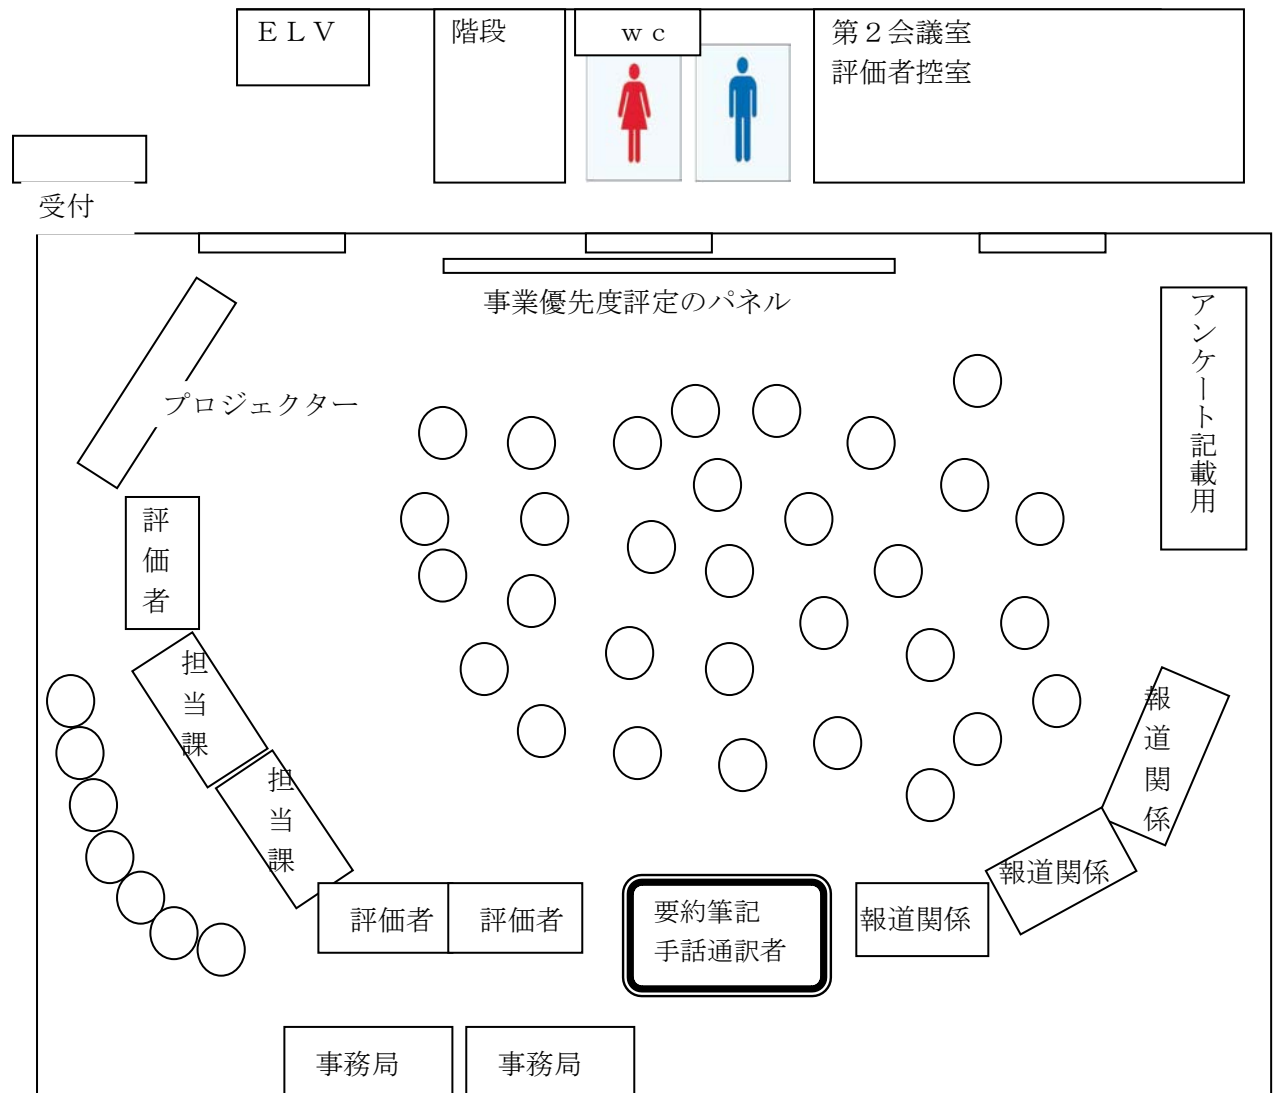 ＥＬＶ
階段
ｗｃ
第２会議室
評価者控室
受付
事業優先度評定のパネル
アンケート記載用
プロジェクター
評価者
担当課
担当課
報道関係
報道関係
評価者
評価者
要約筆記
手話通訳者
報道関係
事務局
事務局